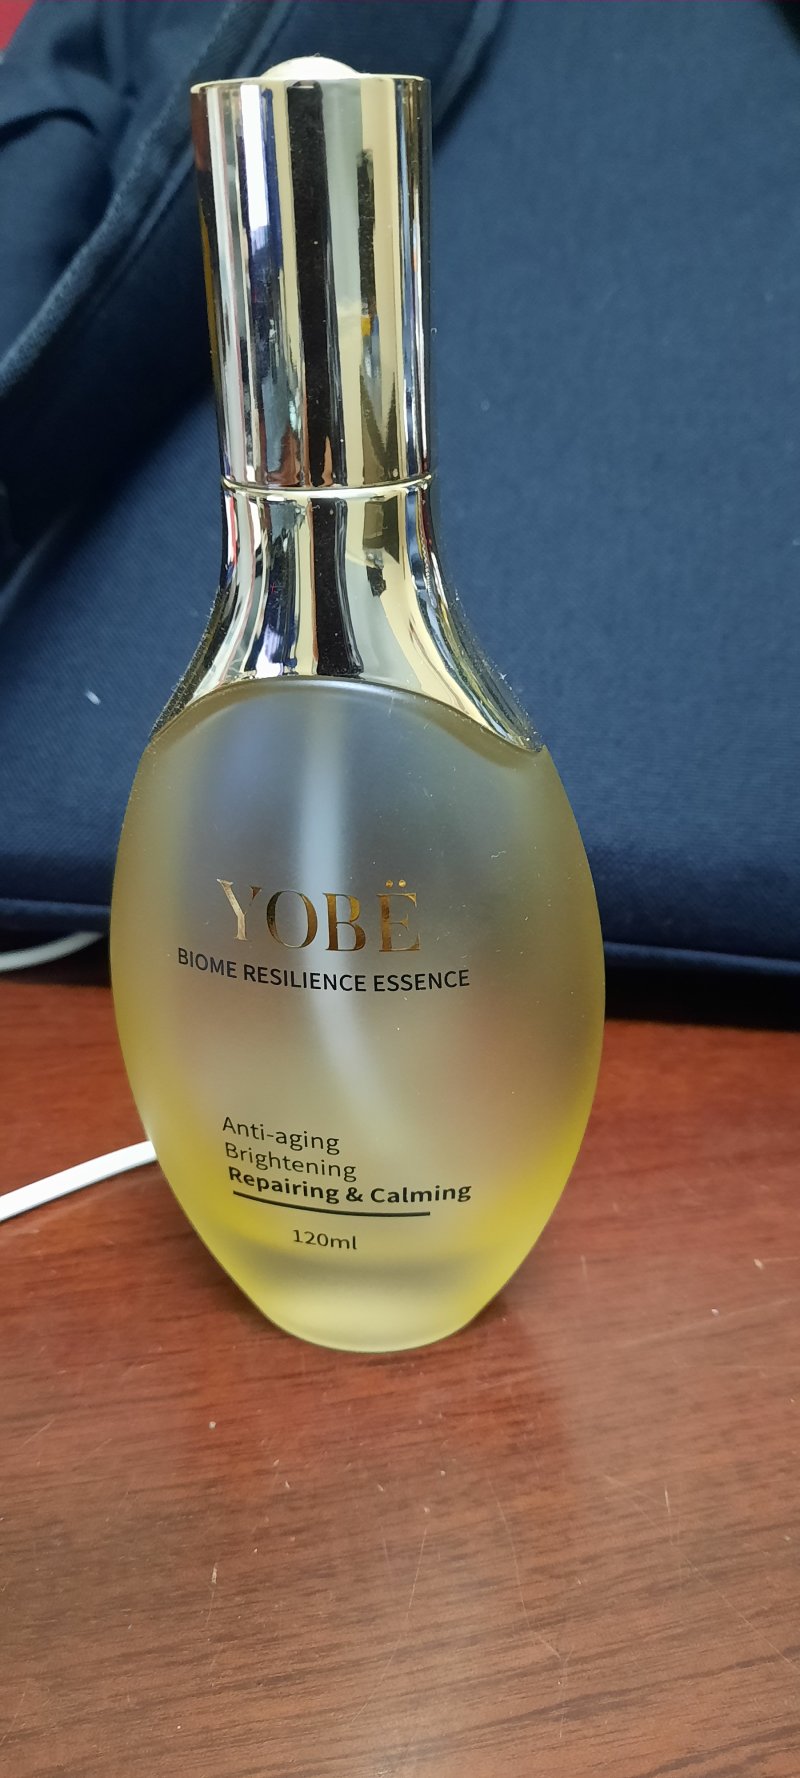 YOBË
BIOME RESILIENCE ESSENCE
Anti-aging
Brightening
Repairing & Calming
120ml